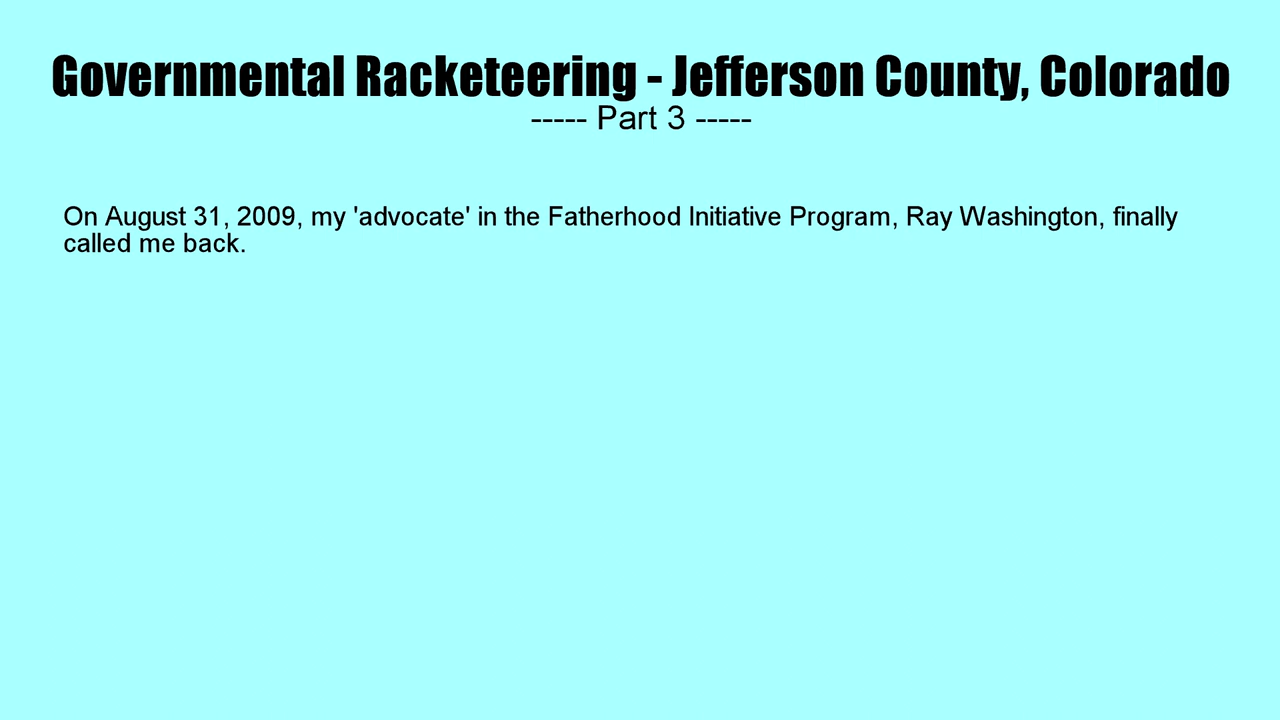 Governmental Racketeering - Jefferson County, Colorado
----- Part 3 -----
On August 31, 2009, my 'advocate' in the Fatherhood Initiative Program, Ray Washington, finally
called me back.